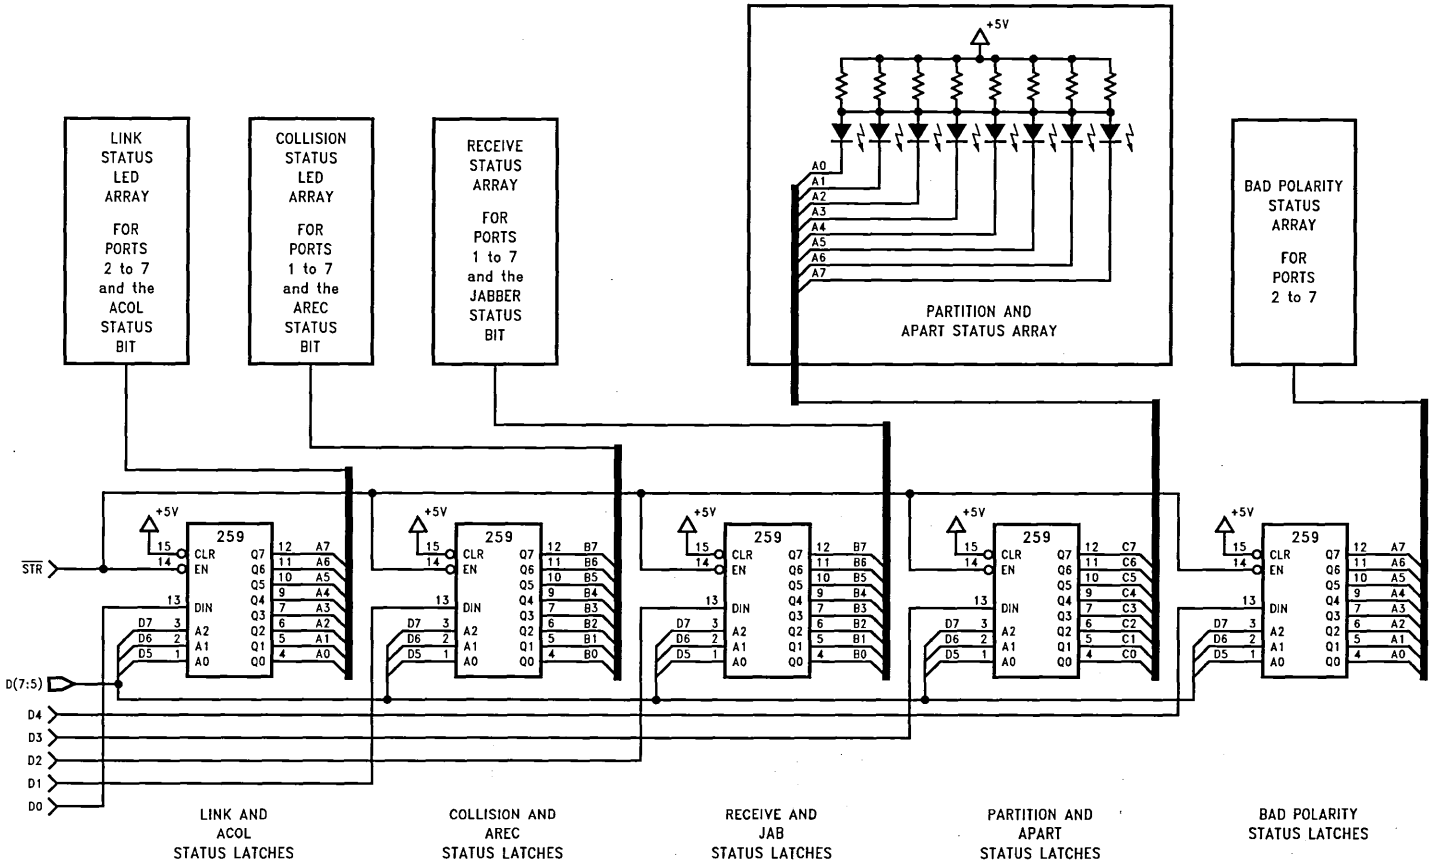 +5V
A0
A1
A2
A3
A4
A5
A6
A7
PARTITION AND
APART STATUS ARRAY
LINK
STATUS
LED
ARRAY
FOR
PORTS
2 to 7
and the
ACOL
STATUS
BIT
COLLISION
STATUS
LED
ARRAY
FOR
PORTS
1 to 7
and the
AREC
STATUS
BIT
RECEIVE
STATUS
ARRAY
FOR
PORTS
1 to 7
and the
JABBER
STATUS
BIT
BAD POLARITY
STATUS
ARRAY
FOR
PORTS
2 to 7
STR
+5V
259
15 CLR Q7 12 A7
14 EN Q6 11 A6
Q5 10 A5
Q4 9 A4
13 DIN Q3 7 A3
D7 3 A2 Q2 6 A2
D6 2 A1 Q1 5 A1
D5 1 A0 Q0 4 A0
+5V
259
15 CLR Q7 12 B7
14 EN Q6 11 B6
Q5 10 B5
Q4 9 B4
13 DIN Q3 7 B3
D7 3 A2 Q2 6 B2
D6 2 A1 Q1 5 B1
D5 1 A0 Q0 4 B0
+5V
259
15 CLR Q7 12 B7
14 EN Q6 11 B6
Q5 10 B5
Q4 9 B4
13 DIN Q3 7 B3
D7 3 A2 Q2 6 B2
D6 2 A1 Q1 5 B1
D5 1 A0 Q0 4 B0
+5V
259
15 CLR Q7 12 C7
14 EN Q6 11 C6
Q5 10 C5
Q4 9 C4
13 DIN Q3 7 C3
D7 3 A2 Q2 6 C2
D6 2 A1 Q1 5 C1
D5 1 A0 Q0 4 C0
+5V
259
15 CLR Q7 12 A7
14 EN Q6 11 A6
Q5 10 A5
Q4 9 A4
13 DIN Q3 7 A3
D7 3 A2 Q2 6 A2
D6 2 A1 Q1 5 A1
D5 1 A0 Q0 4 A0
D(7:5)
D4
D3
D2
D1
D0
LINK AND
ACOL
STATUS LATCHES
COLLISION AND
AREC
STATUS LATCHES
RECEIVE AND
JAB
STATUS LATCHES
PARTITION AND
APART
STATUS LATCHES
BAD POLARITY
STATUS LATCHES